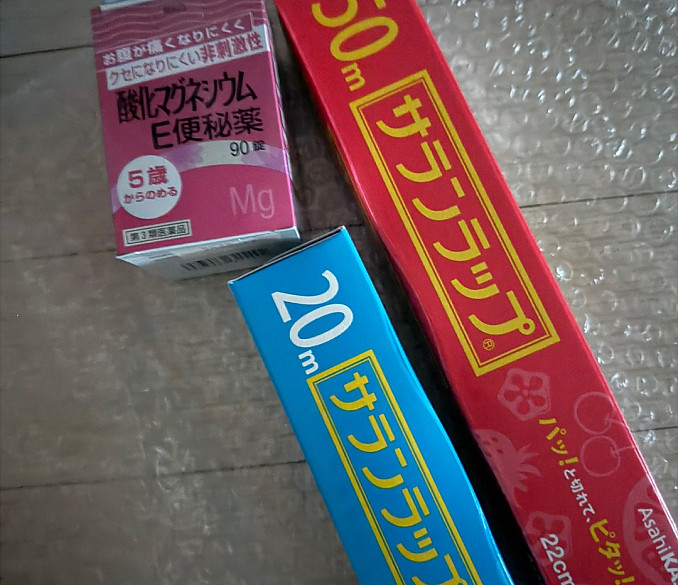 お腹が痛くなりにくく
クセになりにくい非刺激性
酸化マグネシウム
E便秘薬
90錠
5歳
からのめる
Mg
第3類医薬品
50m
サランラップ®
パッ!と切れて、ピタッ!
22cm
AsahiKA
20m
サランラップ